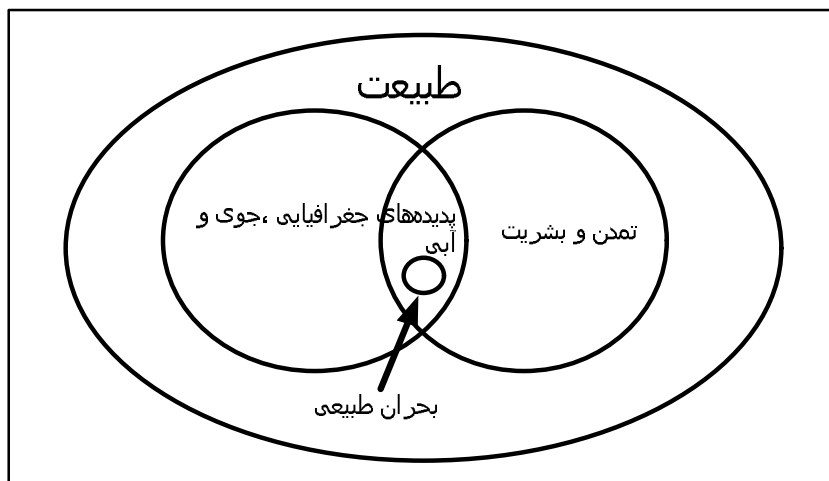 طبیعت
پدیده‌های جغرافیایی ،جوی و
آبی
تمدن و بشریت
بحران طبیعی